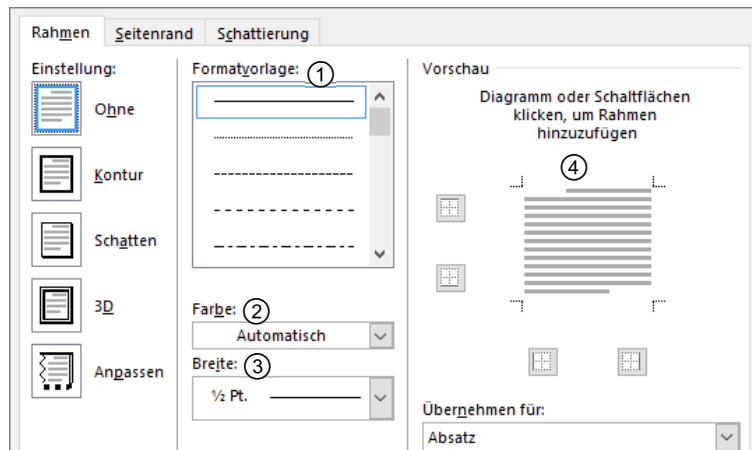 Rahmen Seitenrand Schattierung
Einstellung:
Ohne
Kontur
Schatten
3D
Anpassen
Formatvorlage: ①
Farbe: ②
Automatisch
Breite: ③
½ Pt.
Vorschau
Diagramm oder Schaltflächen
klicken, um Rahmen
hinzuzufügen
④
Übernehmen für:
Absatz